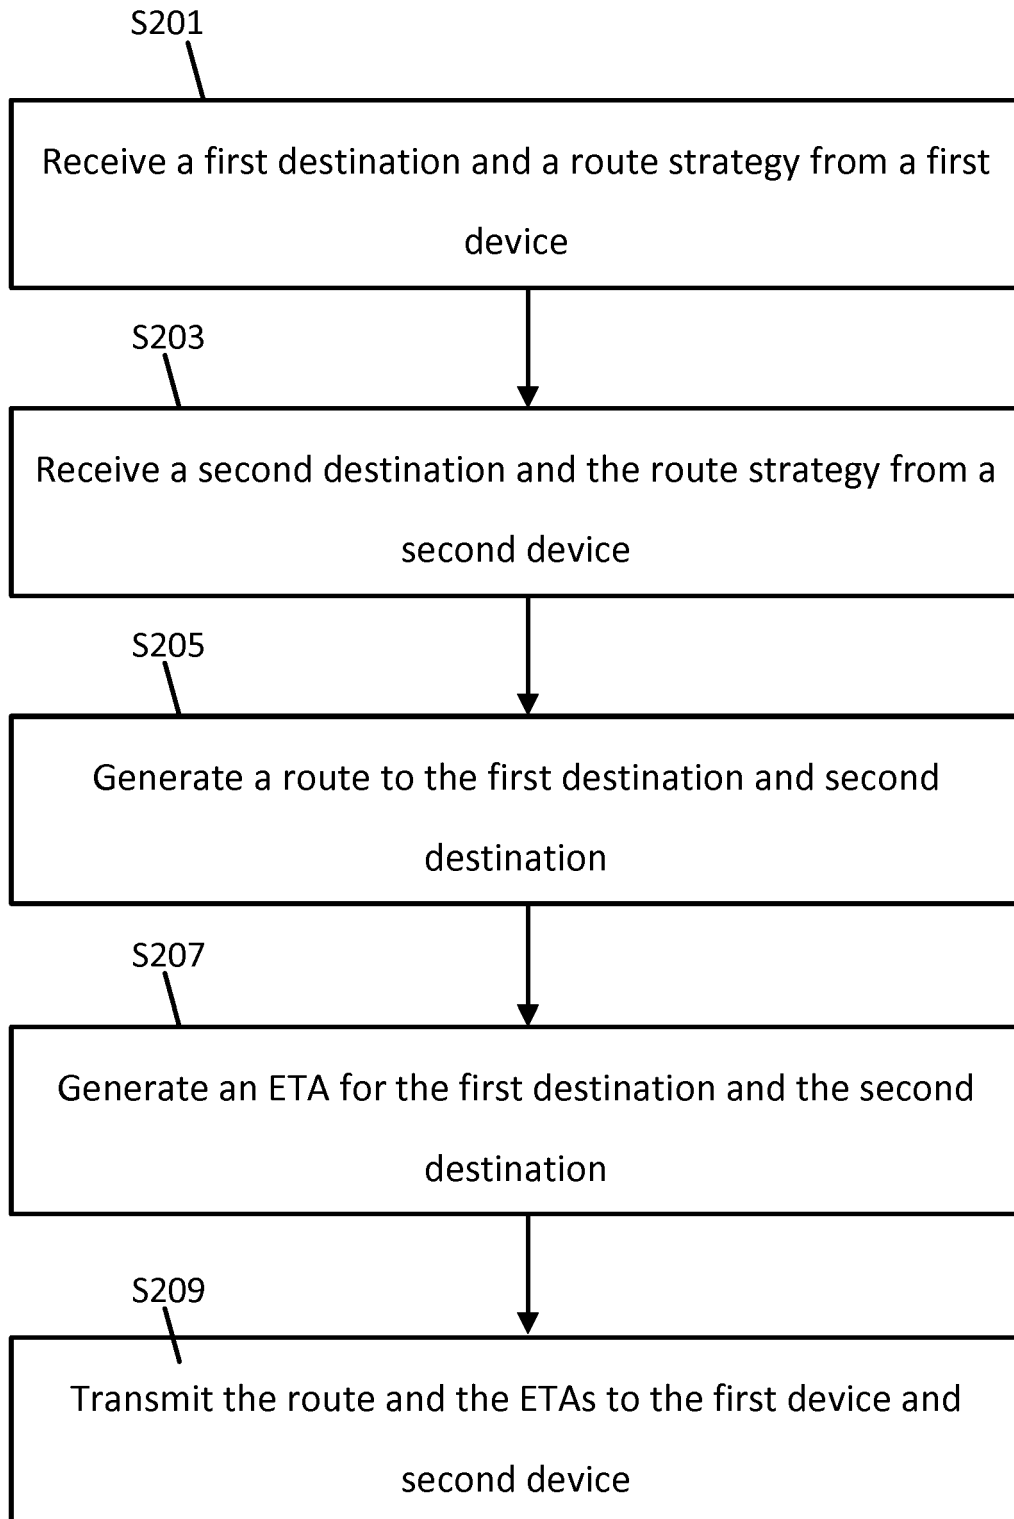 S201
Receive a first destination and a route strategy from a first
device
S203
Receive a second destination and the route strategy from a
second device
S205
Generate a route to the first destination and second
destination
S207
Generate an ETA for the first destination and the second
destination
S209
Transmit the route and the ETAs to the first device and
second device